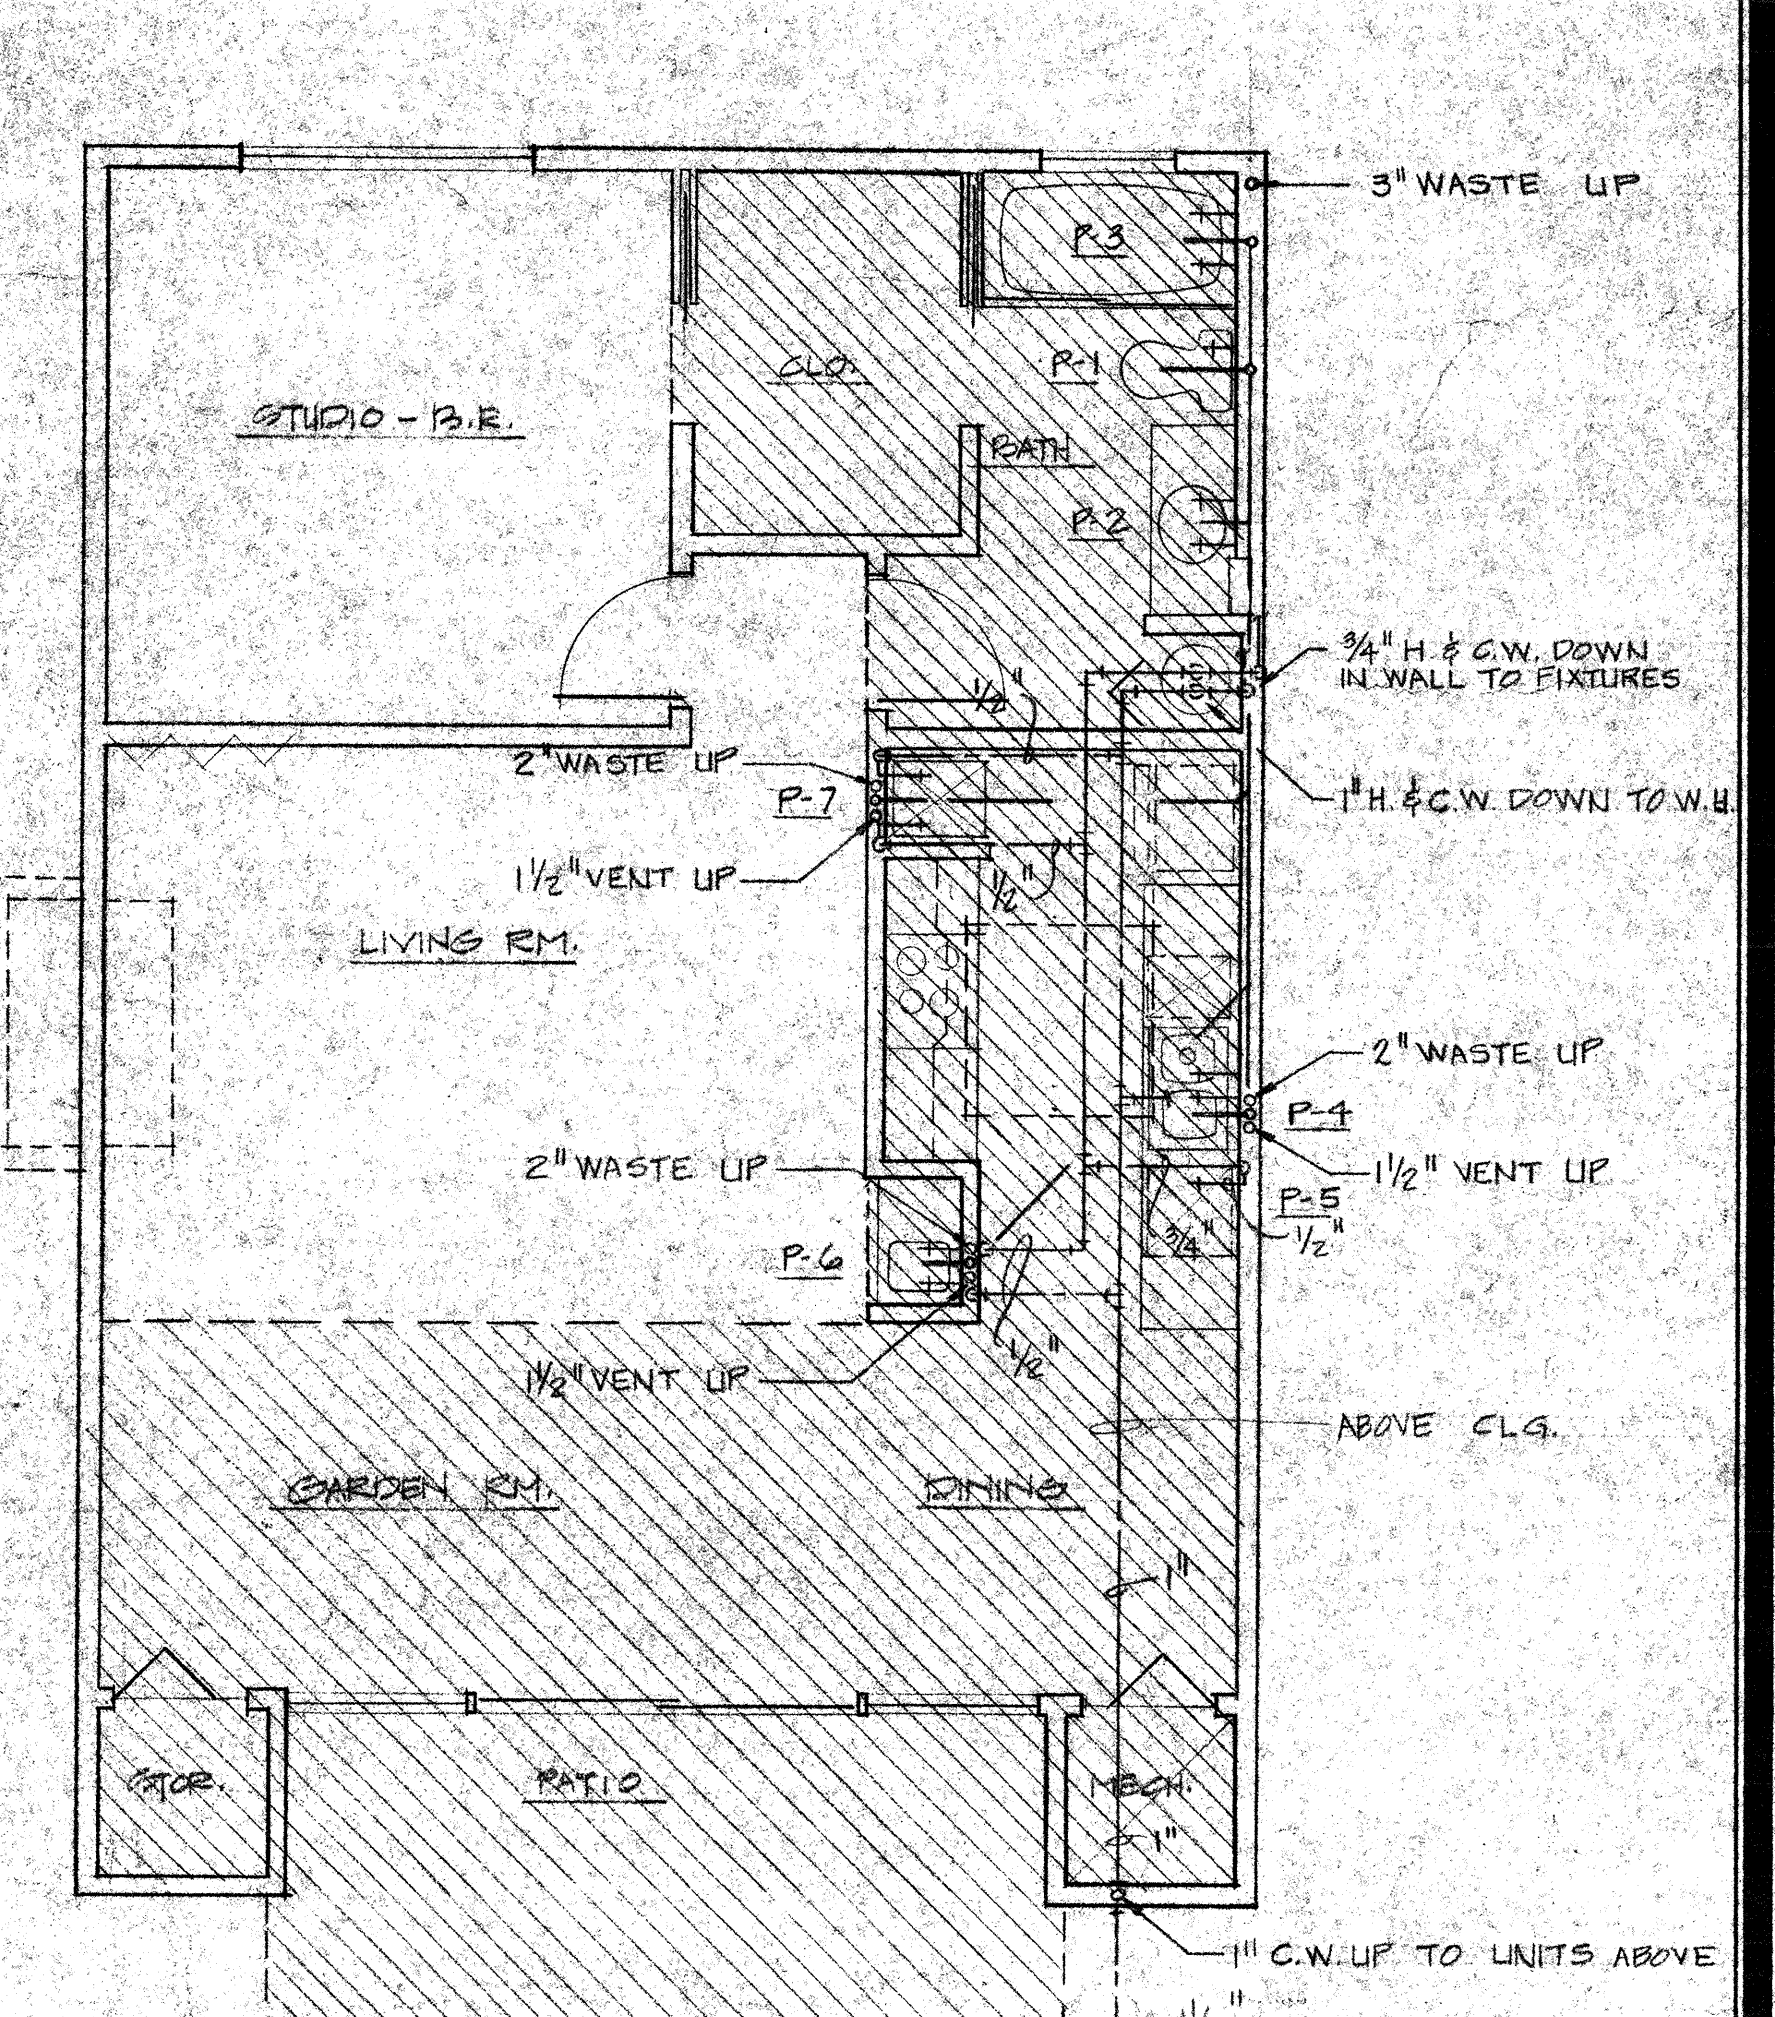 3" WASTE UP
P-3
CLO.
P-1
STUDIO - B.R.
BATH
P-2
3/4" H. & C.W. DOWN
IN WALL TO FIXTURES
1/2"
2" WASTE UP
P-7
1" H. & C.W. DOWN TO W.H.
1 1/2" VENT UP
1/2"
LIVING RM.
2" WASTE UP
P-4
2" WASTE UP
1 1/2" VENT UP
P-5
1/2"
3/4"
P-6
1/2"
1 1/2" VENT UP
ABOVE CLG.
GARDEN RM.
DINING
1"
STOR.
PATIO
MECH.
1"
1" C.W. UP TO UNITS ABOVE